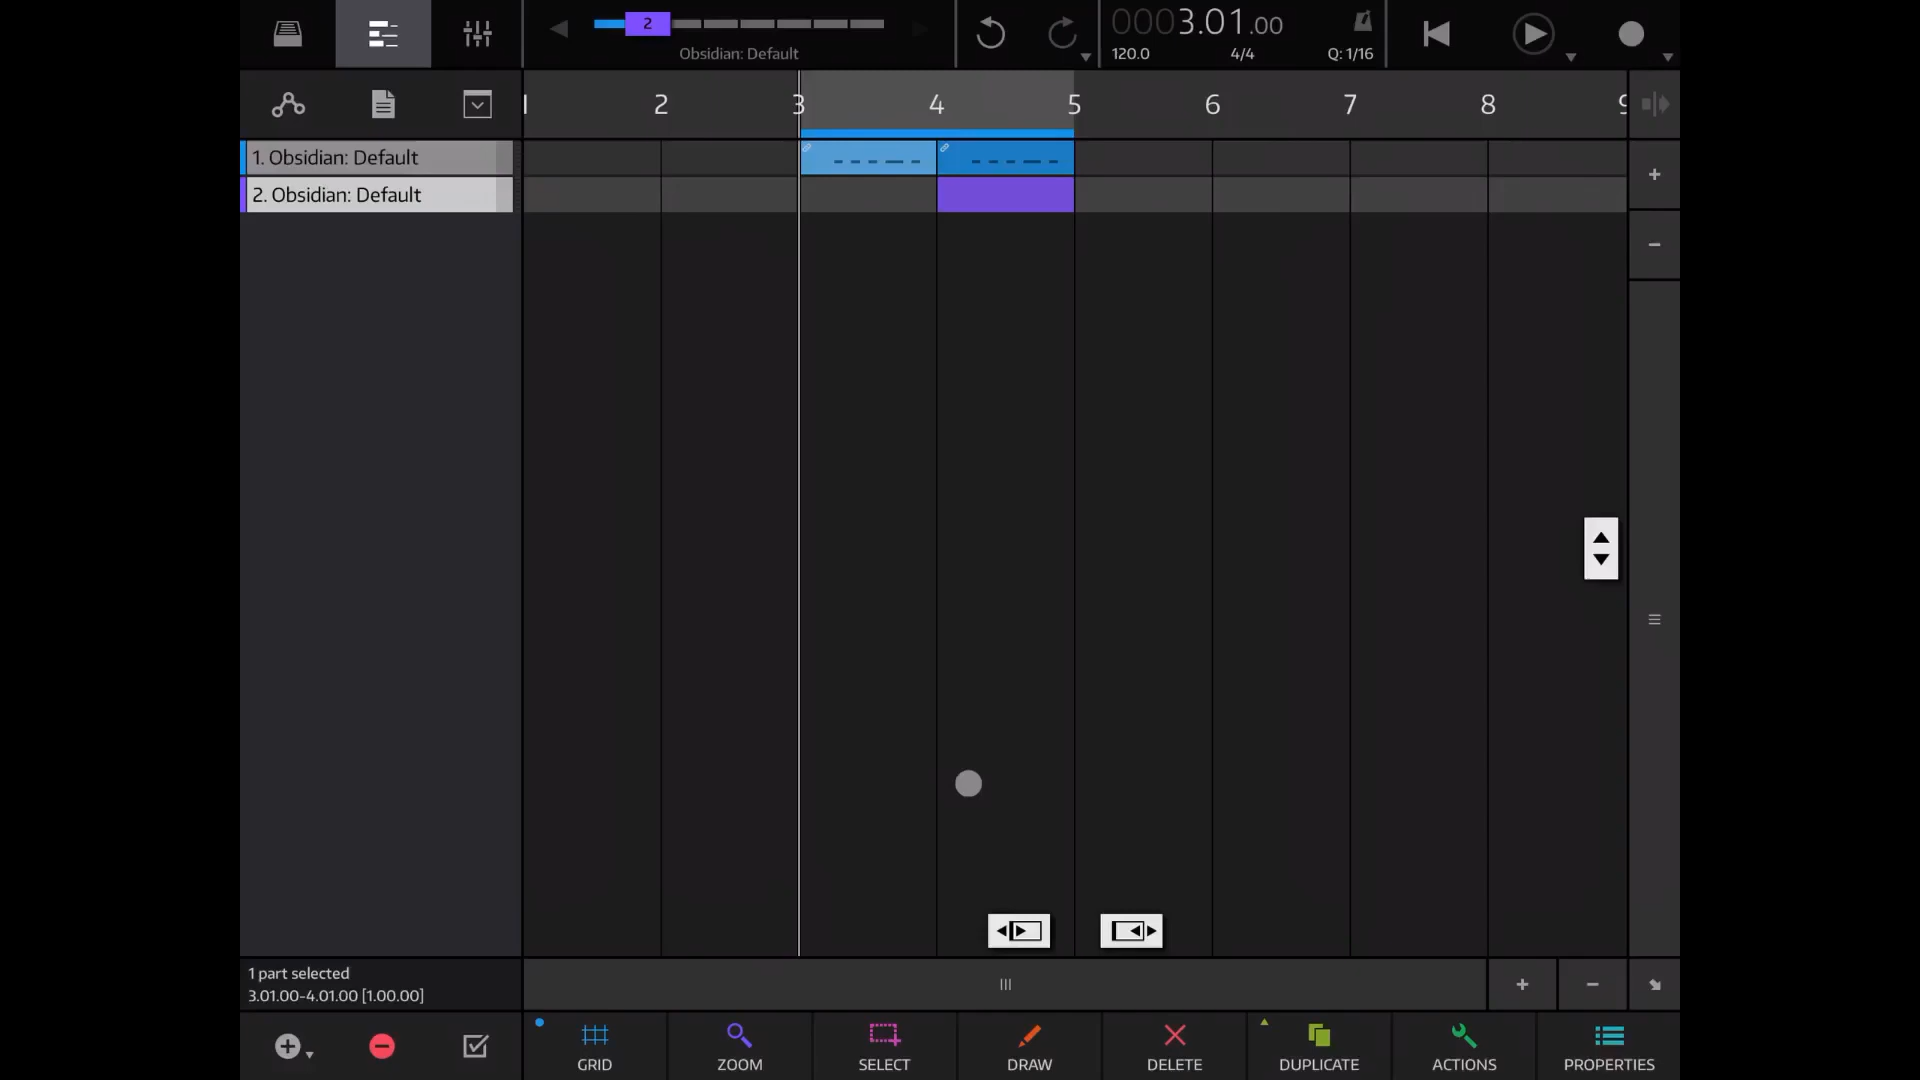 2
Obsidian: Default
0003.01.00
120.0
4/4
Q: 1/16
1 2 3 4 5 6 7 8 9
1. Obsidian: Default
2. Obsidian: Default
1 part selected
3.01.00-4.01.00 [1.00.00]
GRID
ZOOM
SELECT
DRAW
DELETE
DUPLICATE
ACTIONS
PROPERTIES